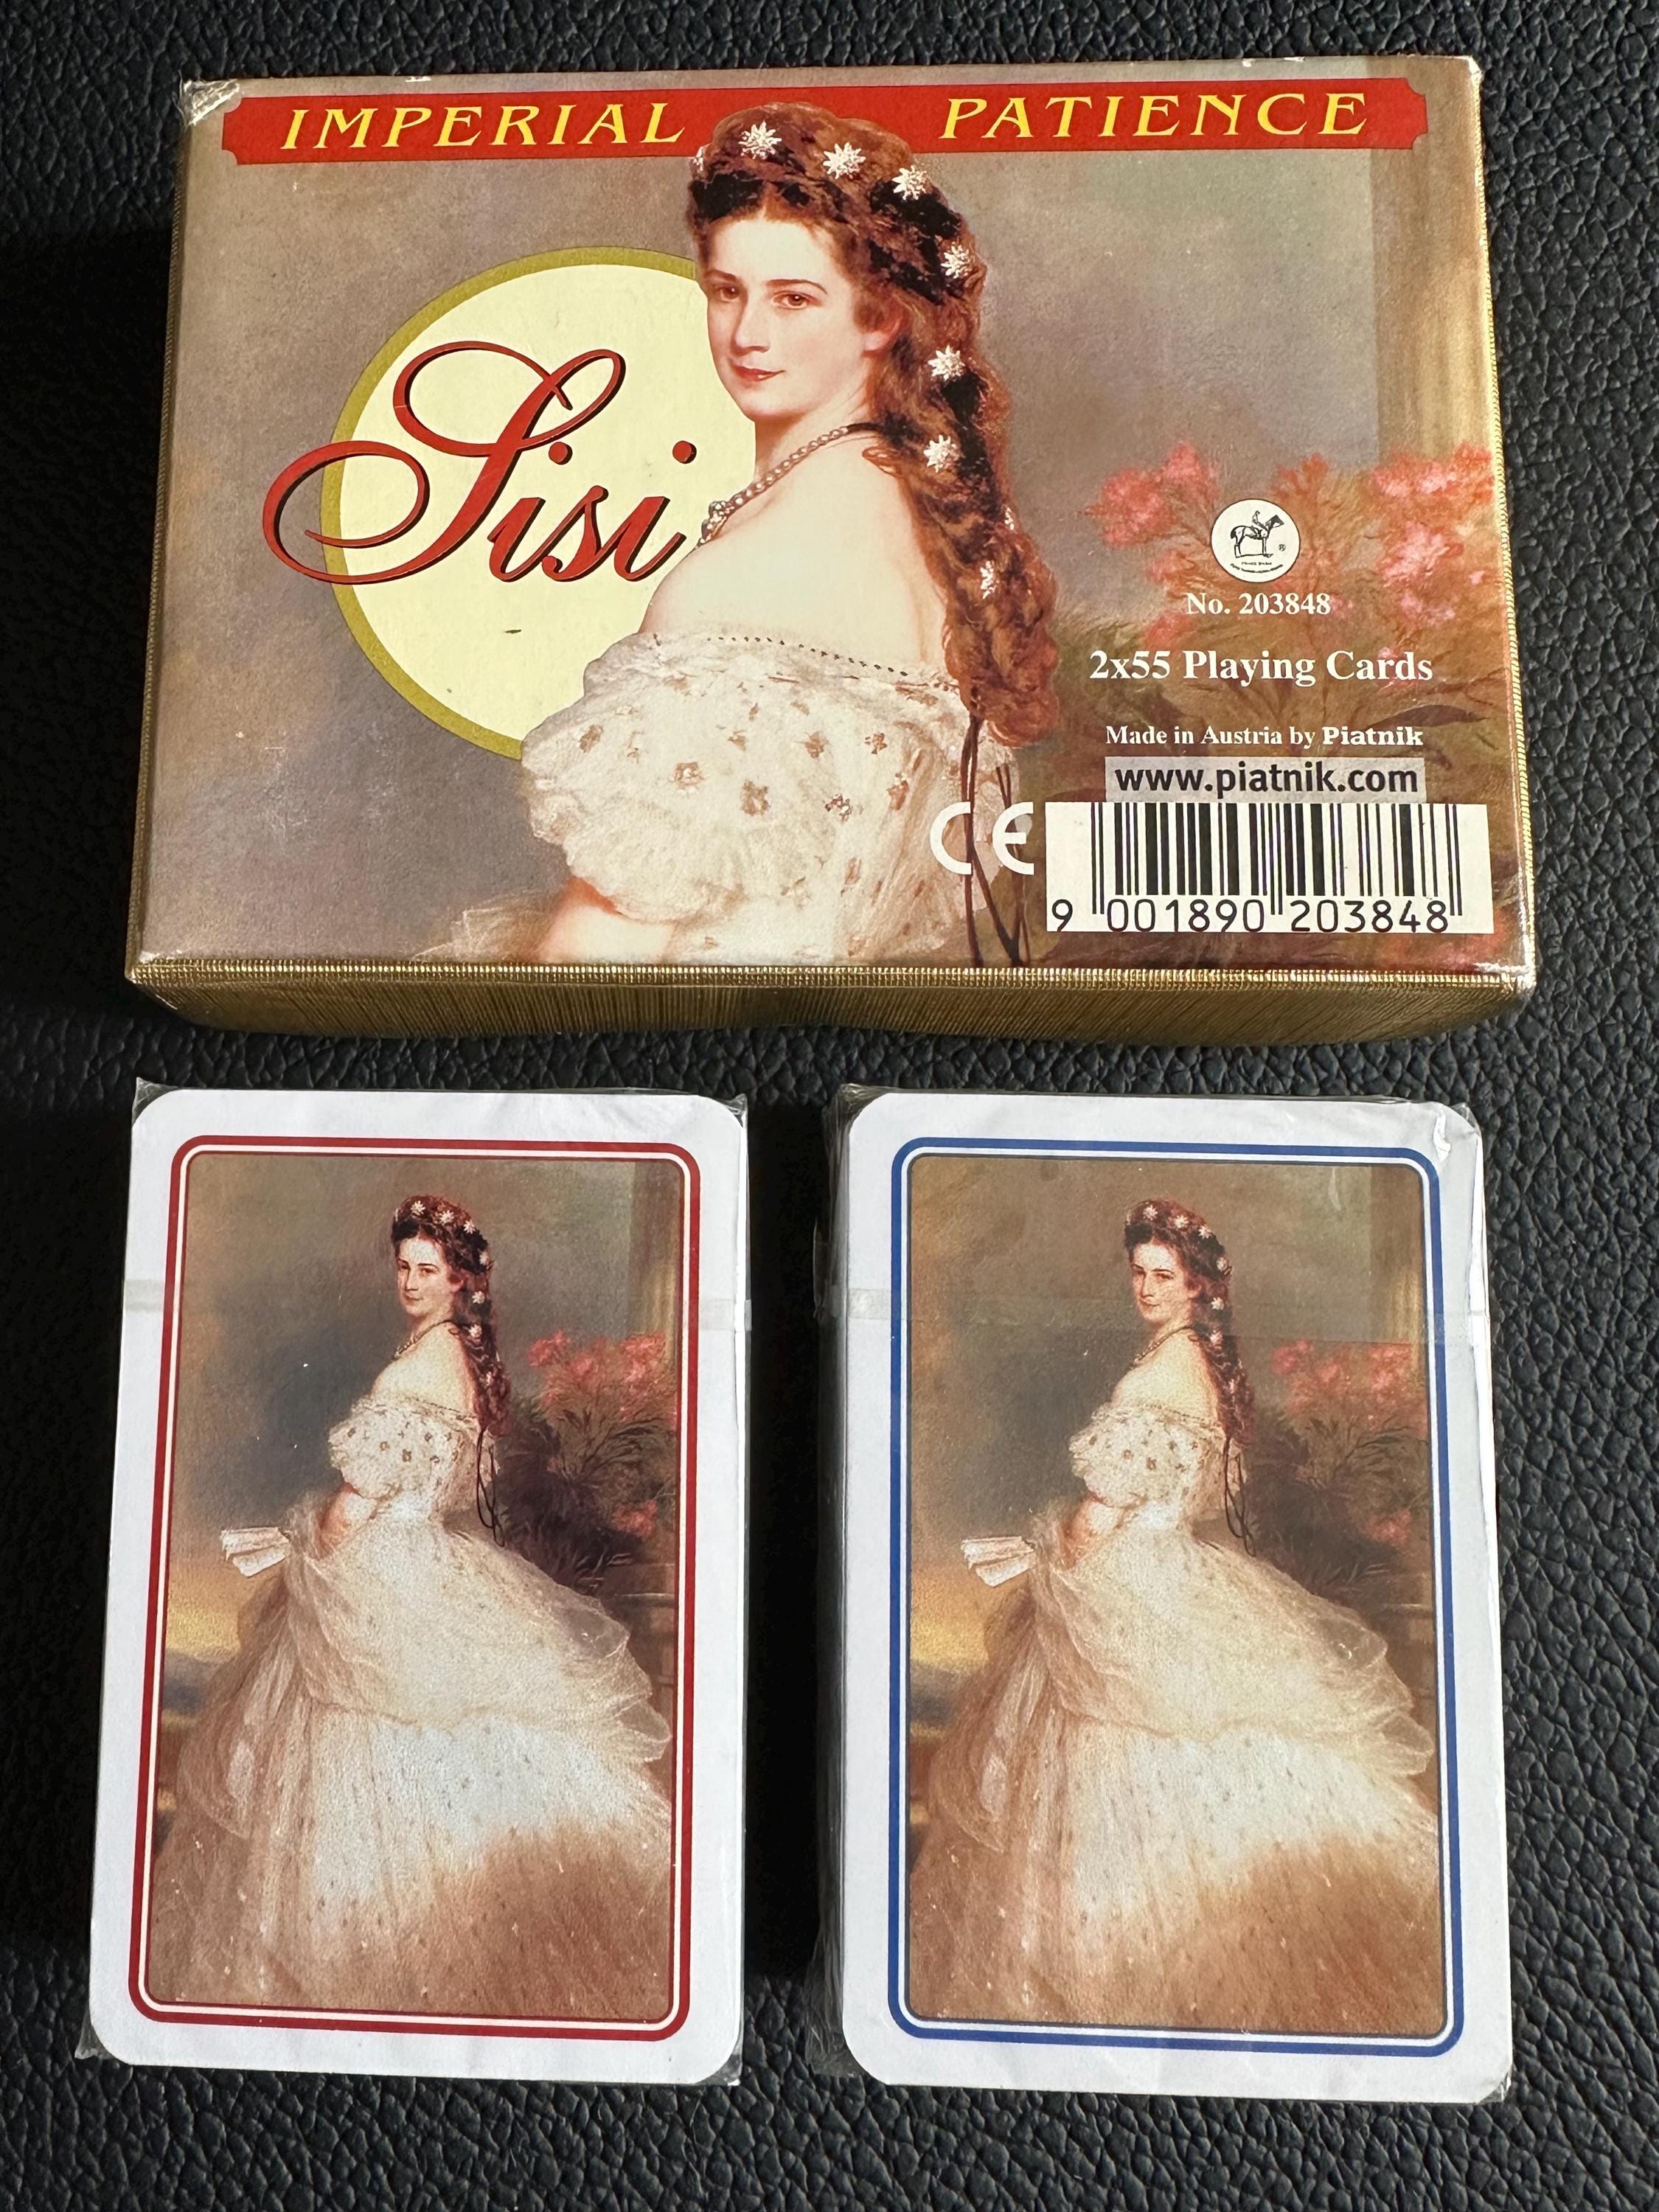 IMPERIAL PATIENCE
Sisi
®
No. 203848
2x55 Playing Cards
Made in Austria by Piatnik
www.piatnik.com
CE
9 001890 203848